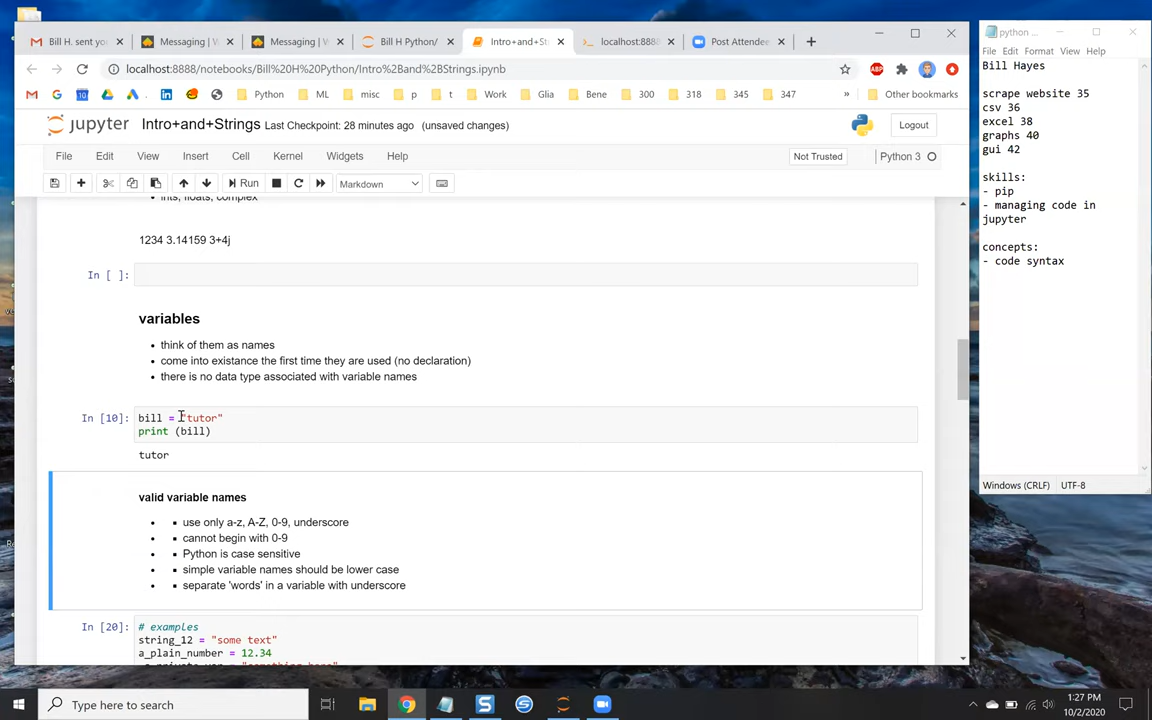 Bill H. sent you
Messaging | W
Messaging | W
Bill H Python/
Intro+and+St
localhost:8888
Post Attendee
localhost:8888/notebooks/Bill%20H%20Python/Intro%2Band%2BStrings.ipynb
Python ML misc p t Work Glia Bene 300 318 345 347 » Other bookmarks
jupyter Intro+and+Strings Last Checkpoint: 28 minutes ago (unsaved changes) Logout
File Edit View Insert Cell Kernel Widgets Help Not Trusted Python 3
Run Markdown
ints, floats, complex
1234 3.14159 3+4j
In [ ]:
variables
• think of them as names
• come into existance the first time they are used (no declaration)
• there is no data type associated with variable names
In [10]: bill = "tutor"
print (bill)
tutor
valid variable names
• ▪ use only a-z, A-Z, 0-9, underscore
• ▪ cannot begin with 0-9
• ▪ Python is case sensitive
• ▪ simple variable names should be lower case
• ▪ separate 'words' in a variable with underscore
In [20]: # examples
string_12 = "some text"
a_plain_number = 12.34
python ...
File Edit Format View Help
Bill Hayes
scrape website 35
csv 36
excel 38
graphs 40
gui 42
skills:
- pip
- managing code in
jupyter
concepts:
- code syntax
Windows (CRLF) UTF-8
Type here to search
1:27 PM
10/2/2020